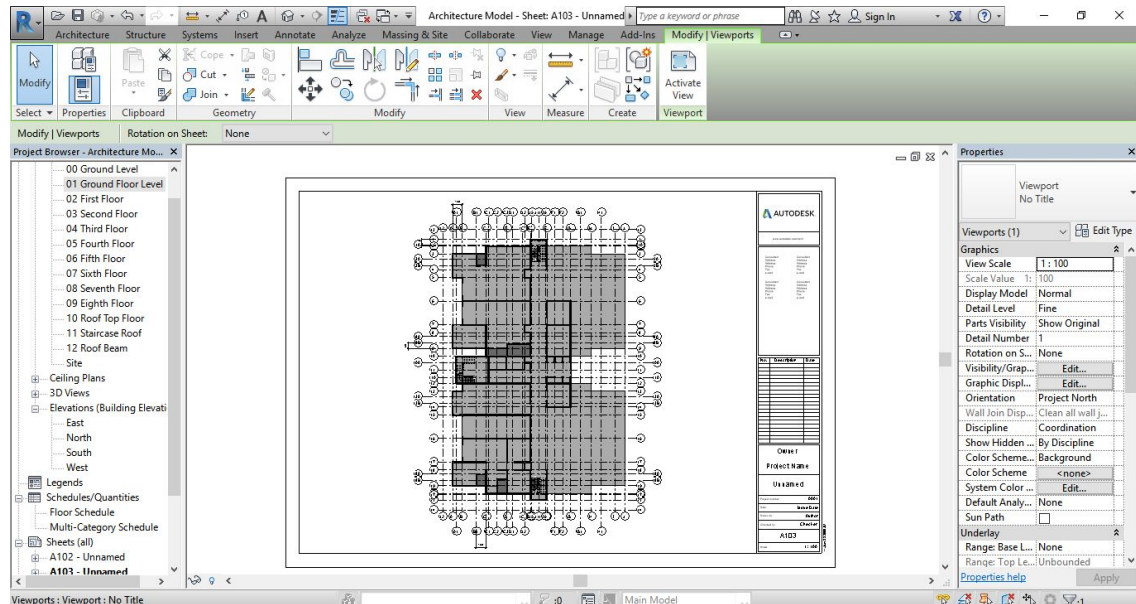 Architecture Model - Sheet: A103 - Unnamed
Type a keyword or phrase
Sign In
Architecture Structure Systems Insert Annotate Analyze Massing & Site Collaborate View Manage Add-Ins Modify | Viewports
Modify
Paste
Cope
Cut
Join
Activate
View
Select Properties Clipboard Geometry Modify View Measure Create Viewport
Modify | Viewports Rotation on Sheet: None
Project Browser - Architecture Mo...
00 Ground Level
01 Ground Floor Level
02 First Floor
03 Second Floor
04 Third Floor
05 Fourth Floor
06 Fifth Floor
07 Sixth Floor
08 Seventh Floor
09 Eighth Floor
10 Roof Top Floor
11 Staircase Roof
12 Roof Beam
Site
Ceiling Plans
3D Views
Elevations (Building Elevati
East
North
South
West
Legends
Schedules/Quantities
Floor Schedule
Multi-Category Schedule
Sheets (all)
A102 - Unnamed
A103 - Unnamed
AUTODESK
No. Description Date
Owner
Project Name
Unnamed
Checker
A103
1 : 100
Properties
Viewport
No Title
Viewports (1) Edit Type
Graphics
View Scale 1 : 100
Scale Value 1: 100
Display Model Normal
Detail Level Fine
Parts Visibility Show Original
Detail Number 1
Rotation on S... None
Visibility/Grap... Edit...
Graphic Displ... Edit...
Orientation Project North
Wall Join Disp... Clean all wall j...
Discipline Coordination
Show Hidden ... By Discipline
Color Scheme... Background
Color Scheme <none>
System Color ... Edit...
Default Analy... None
Sun Path
Underlay
Range: Base L... None
Range: Top Le... Unbounded
Properties help Apply
Viewports : Viewport : No Title
:0 Main Model